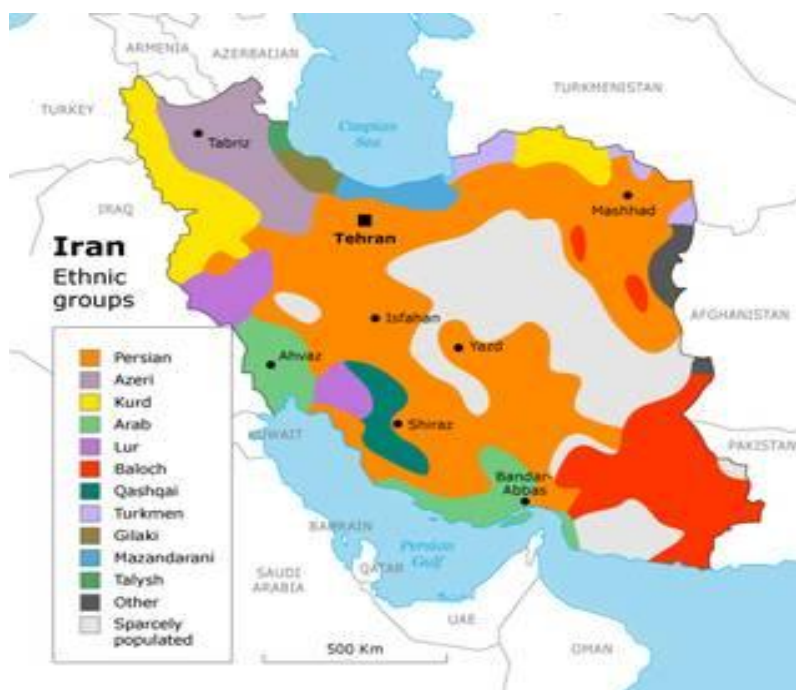 ARMENIA
AZERBAIJAN
TURKMENISTAN
TURKEY
Caspian
Sea
Tabriz
IRAQ
Mashhad
Tehran
Iran
Ethnic
groups
AFGHANISTAN
Isfahan
Yazd
Ahvaz
Shiraz
KUWAIT
PAKISTAN
Bandar-
Abbas
BAHRAIN
Persian
Gulf
QATAR
SAUDI
ARABIA
UAE
OMAN
Persian
Azeri
Kurd
Arab
Lur
Baloch
Qashqai
Turkmen
Gilaki
Mazandarani
Talysh
Other
Sparcely
populated
500 Km